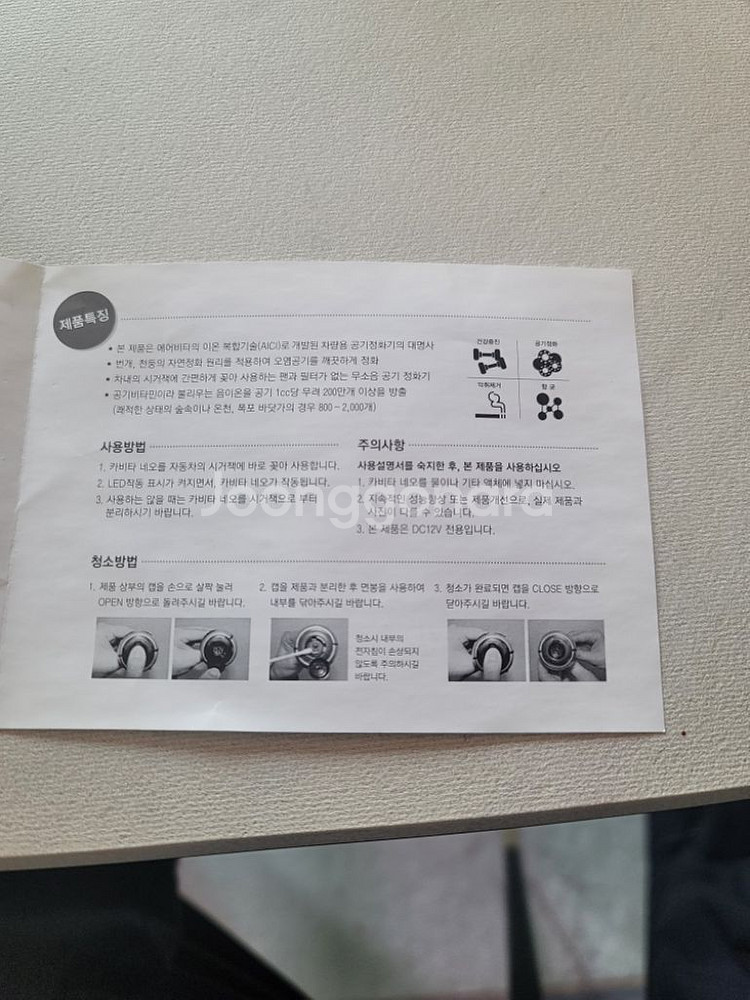 제품특징
• 본 제품은 에어비타의 이온 복합기술(AICI)로 개발된 차량용 공기정화기의 대명사
• 번개, 천둥의 자연정화 원리를 적용하여 오염공기를 깨끗하게 정화
• 차내의 시거잭에 간편하게 꽂아 사용하는 팬과 필터가 없는 무소음 공기 정화기
• 공기비타민이라 불리우는 음이온을 공기 1cc당 무려 200만개 이상을 방출
(쾌적한 상태의 숲속이나 온천, 폭포 바닷가의 경우 800~2,000개)
건강증진
공기정화
악취제거
항 균
사용방법
1. 카비타 네오를 자동차의 시거잭에 바로 꽂아 사용합니다.
2. LED작동 표시가 켜지면서, 카비타 네오가 작동됩니다.
3. 사용하는 않을 때는 카비타 네오를 시거잭으로 부터
분리하시기 바랍니다.
주의사항
사용설명서를 숙지한 후, 본 제품을 사용하십시오
1. 카비타 네오를 물이나 기타 액체에 넣지 마십시오.
2. 지속적인 성능향상 또는 제품개선으로, 실제 제품과
사진이 다를 수 있습니다.
3. 본 제품은 DC12V 전용입니다.
Joonggonara
청소방법
1. 제품 상부의 캡을 손으로 살짝 눌러
OPEN 방향으로 돌려주시길 바랍니다.
2. 캡을 제품과 분리한 후 면봉을 사용하여
내부를 닦아주시길 바랍니다.
3. 청소가 완료되면 캡을 CLOSE 방향으로
닫아주시길 바랍니다.
청소시 내부의
전자침이 손상되지
않도록 주의하시길
바랍니다.